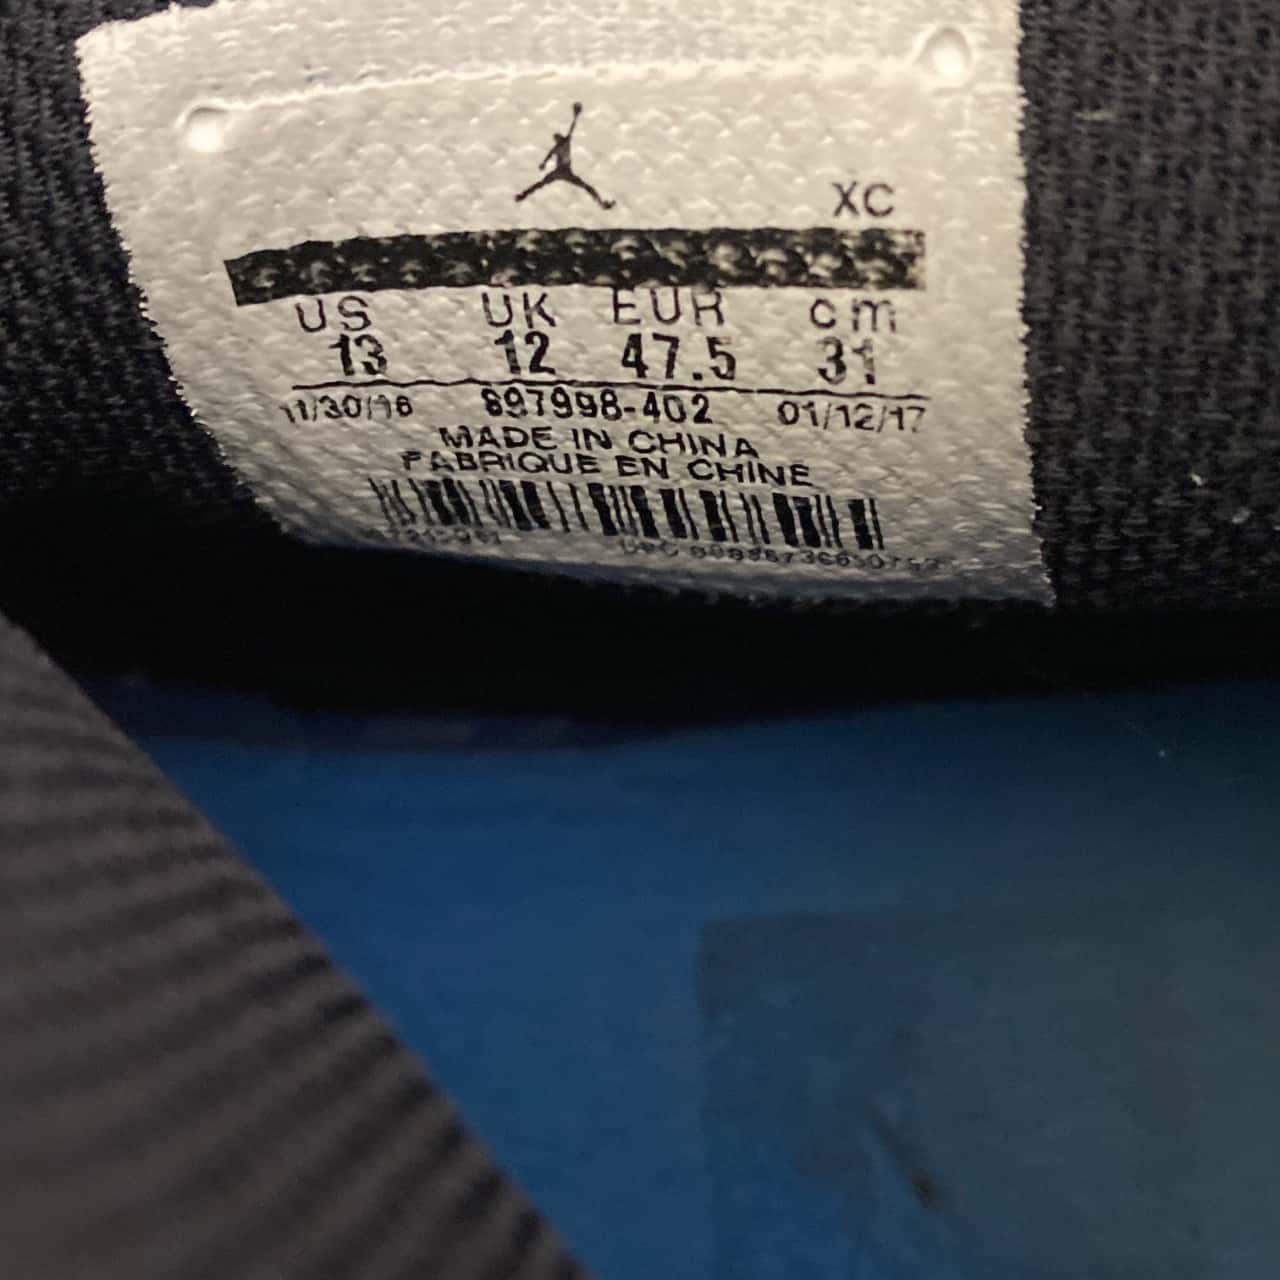 XC
US UK EUR cm
13 12 47.5 31
11/30/16 897998-402 01/12/17
MADE IN CHINA
FABRIQUE EN CHINE
UPC